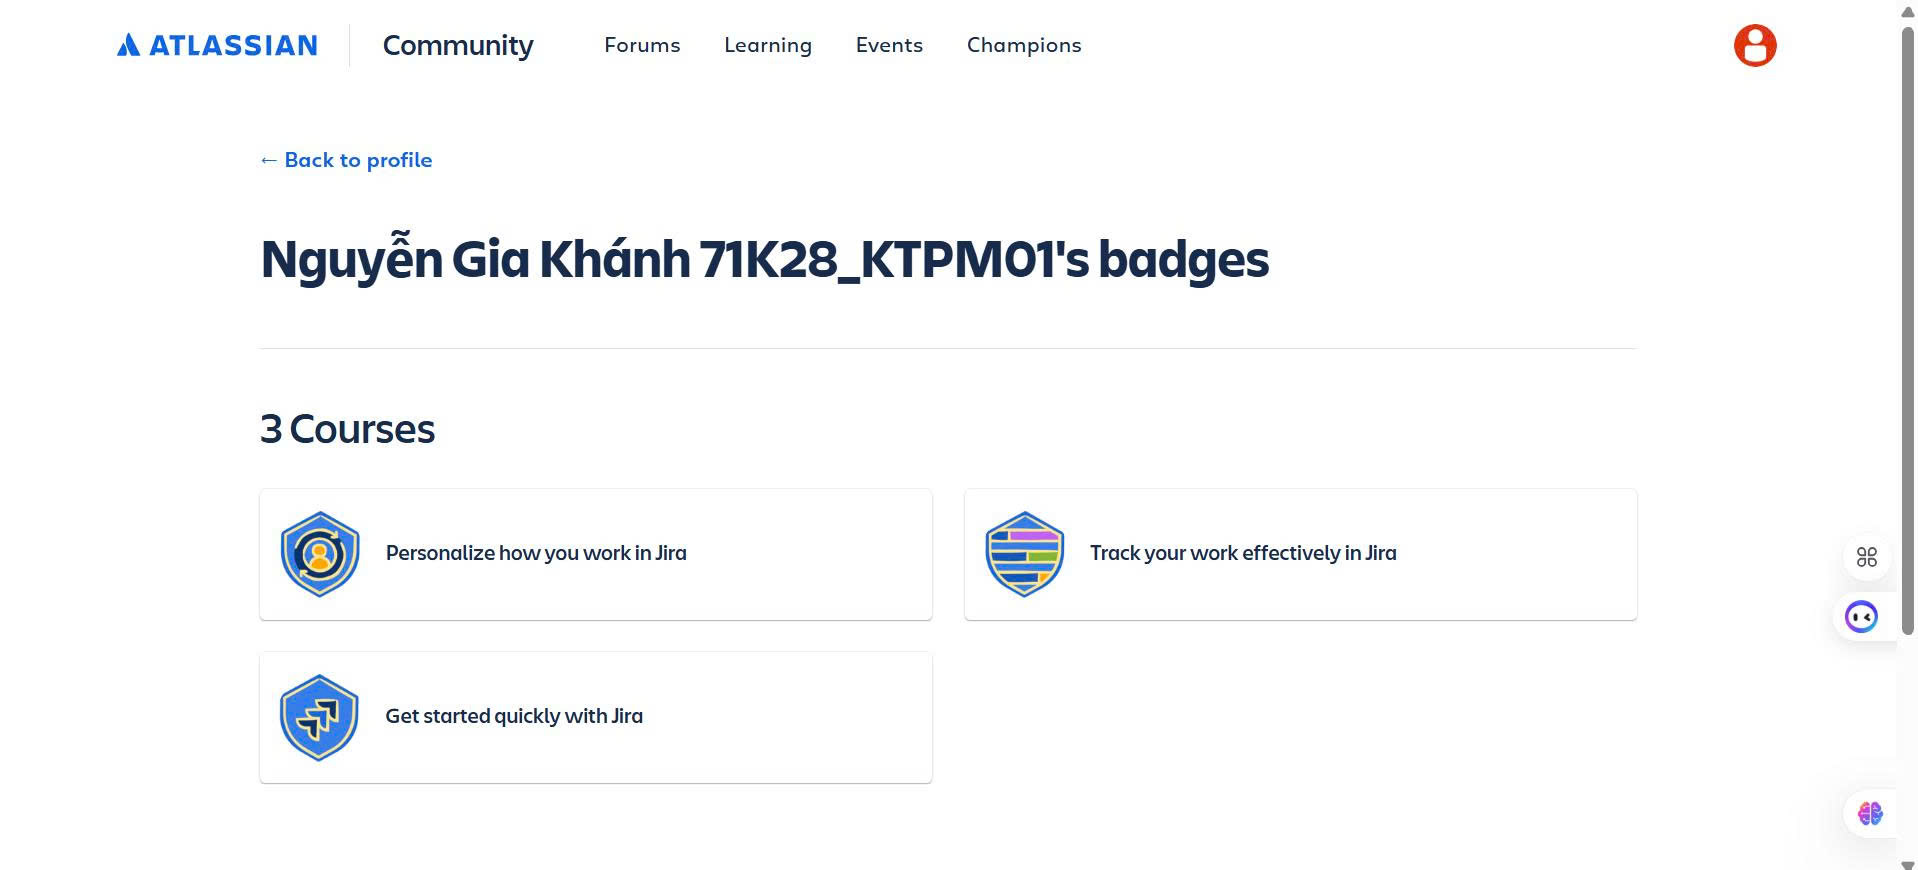 ATLASSIAN Community Forums Learning Events Champions
← Back to profile
Nguyễn Gia Khánh 71K28_KTPM01's badges
3 Courses
Personalize how you work in Jira
Track your work effectively in Jira
Get started quickly with Jira